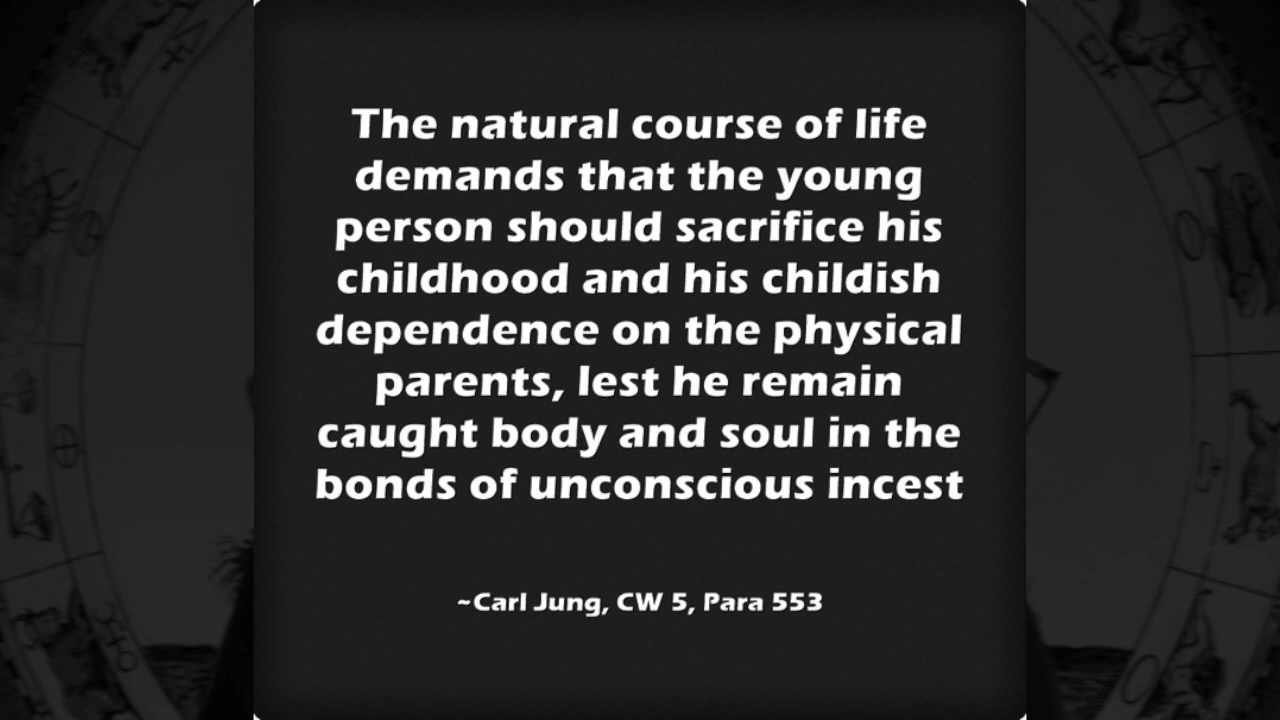 The natural course of life
demands that the young
person should sacrifice his
childhood and his childish
dependence on the physical
parents, lest he remain
caught body and soul in the
bonds of unconscious incest
~Carl Jung, CW 5, Para 553